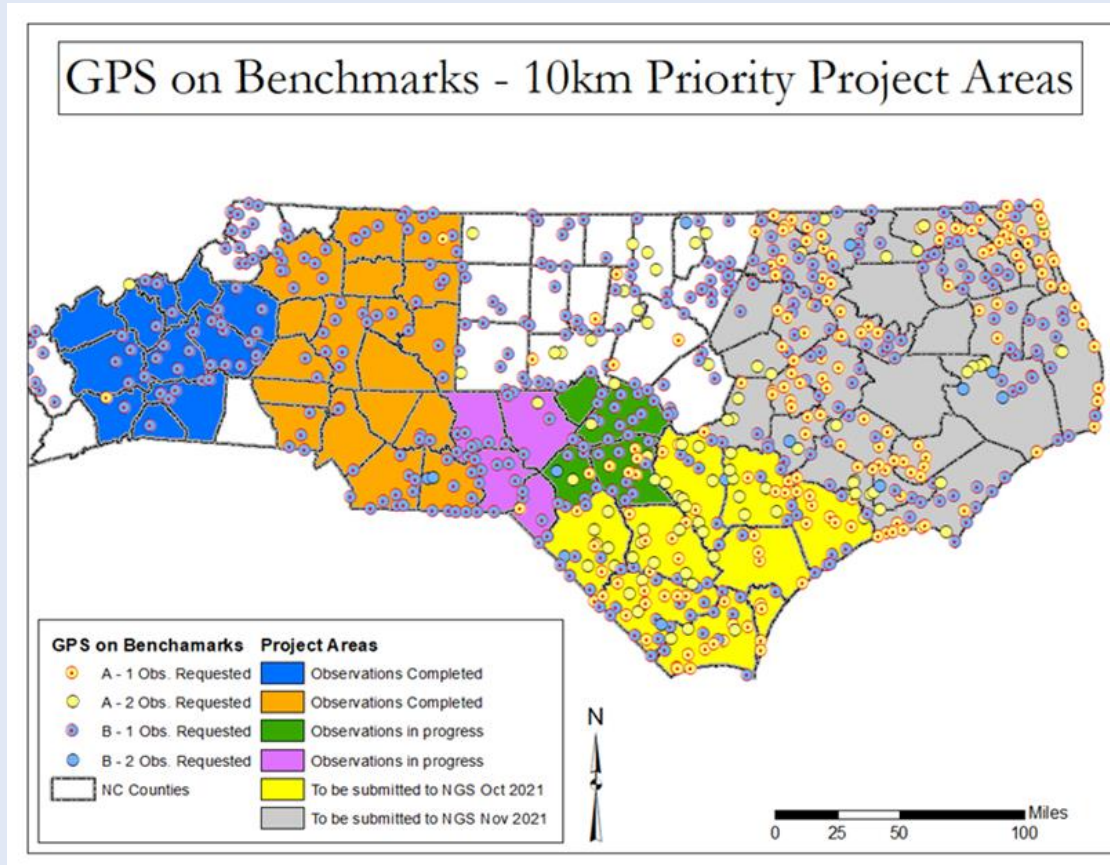 GPS on Benchmarks - 10km Priority Project Areas
GPS on Benchamarks
A - 1 Obs. Requested
A - 2 Obs. Requested
B - 1 Obs. Requested
B - 2 Obs. Requested
NC Counties
Project Areas
Observations Completed
Observations Completed
Observations in progress
Observations in progress
To be submitted to NGS Oct 2021
To be submitted to NGS Nov 2021
N
Miles
0 25 50 100